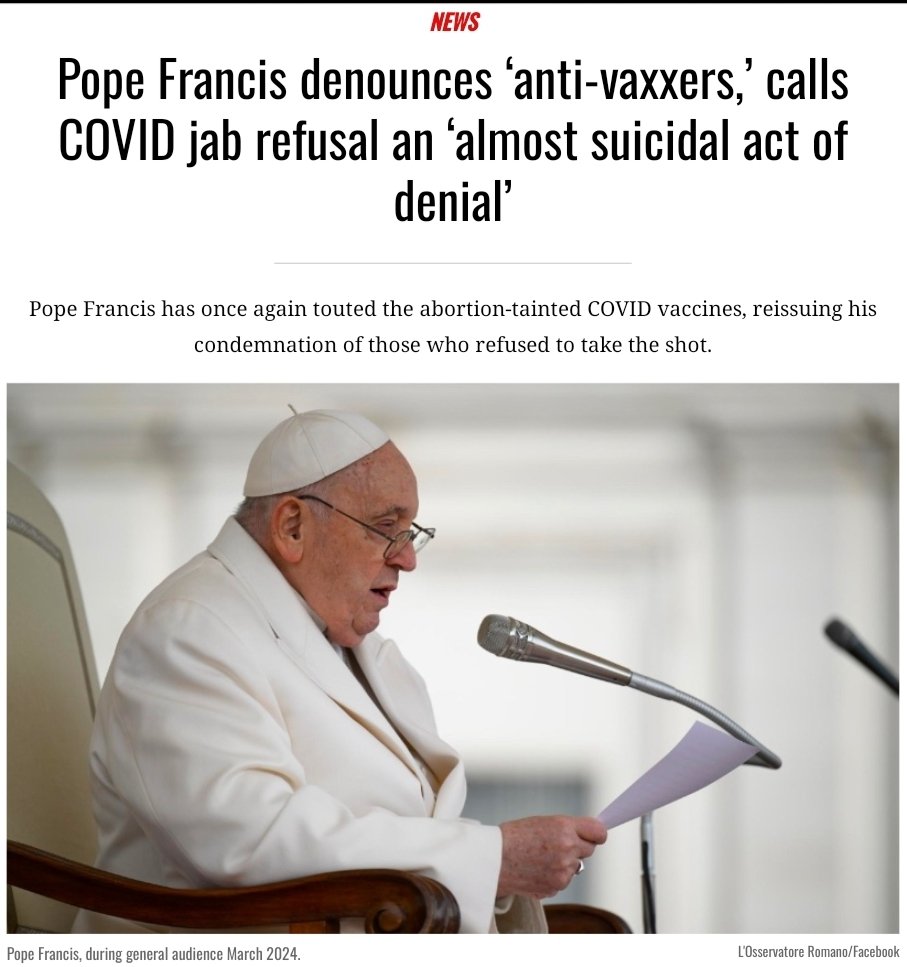 NEWS
Pope Francis denounces ‘anti-vaxxers,’ calls
COVID jab refusal an ‘almost suicidal act of
denial’
Pope Francis has once again touted the abortion-tainted COVID vaccines, reissuing his
condemnation of those who refused to take the shot.
Pope Francis, during general audience March 2024.
L'Osservatore Romano/Facebook